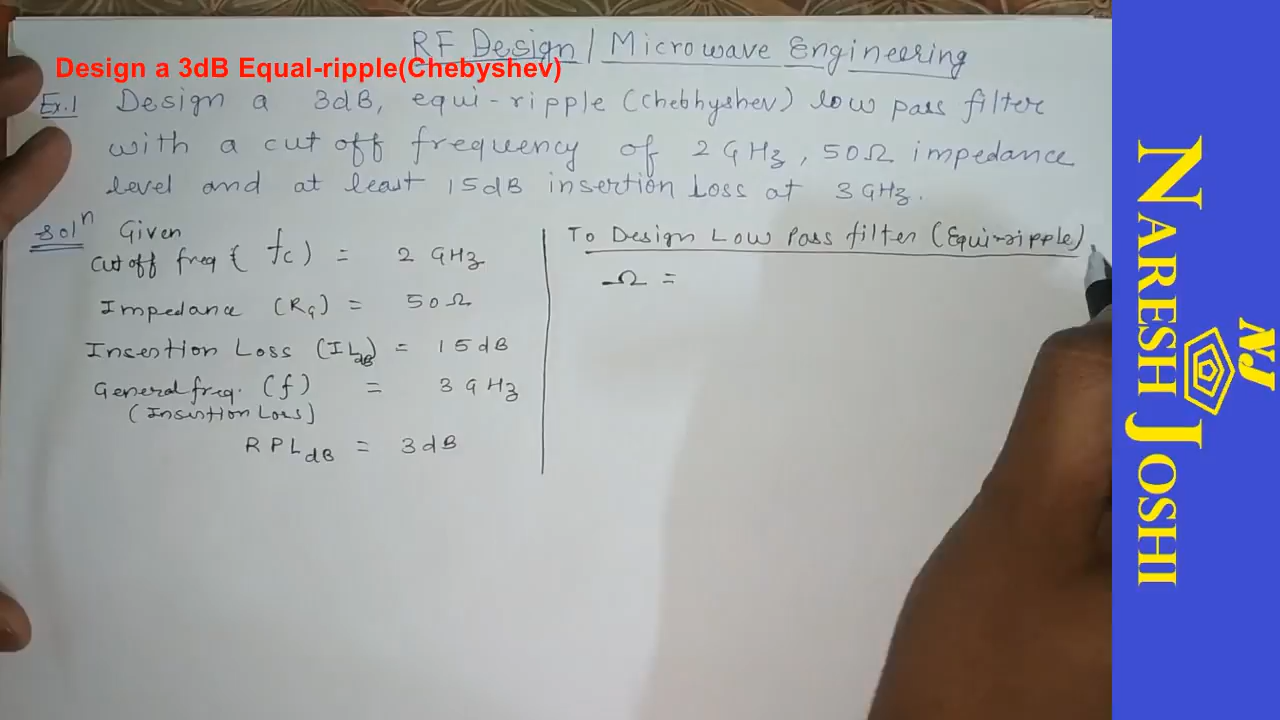 RF Design / Microwave Engineering
Design a 3dB Equal-ripple(Chebyshev)
Ex.1 Design a 3dB, equi-ripple (Chebhyshev) low pass filter
with a cut off frequency of 2 GHz, 50Ω impedance
level and at least 15dB insertion Loss at 3 GHz.
Solⁿ Given
Cut off freq ( fc ) = 2 GHz
Impedance (RG) = 50Ω
Insertion Loss (ILdB) = 15dB
General freq. (f) = 3 GHz
(Insertion Loss)
RPLdB = 3dB
To Design Low Pass filter (Equi-ripple)
Ω =
NARESH JOSHI
NJ